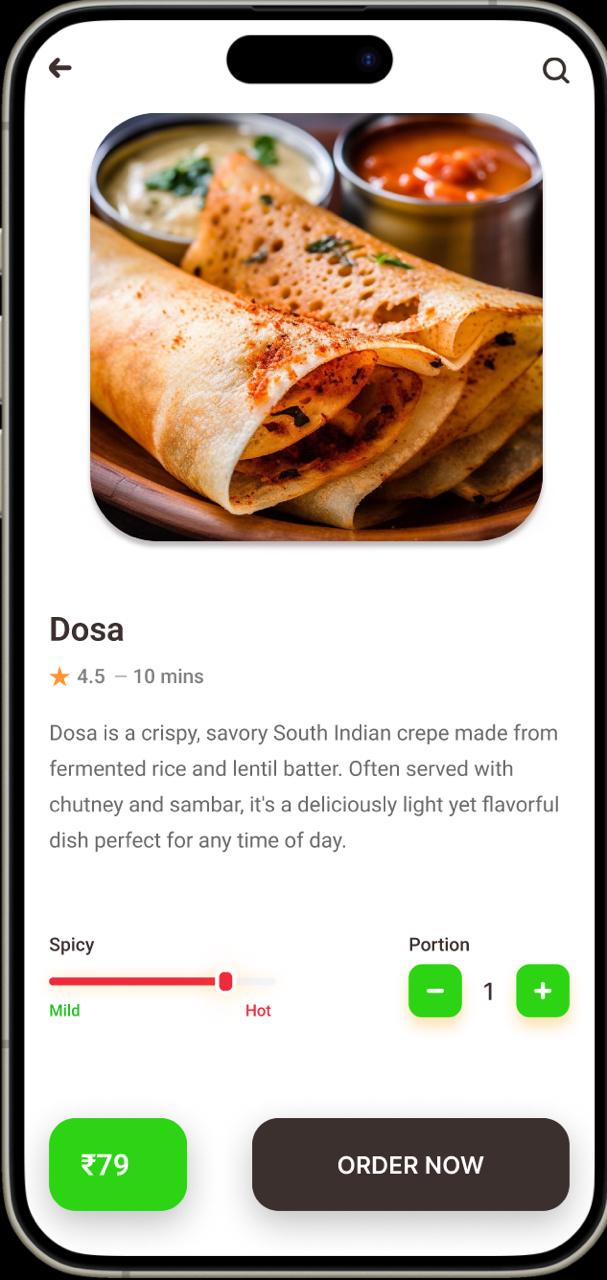 Dosa
4.5 – 10 mins
Dosa is a crispy, savory South Indian crepe made from
fermented rice and lentil batter. Often served with
chutney and sambar, it's a deliciously light yet flavorful
dish perfect for any time of day.
Spicy
Portion
1
Mild
Hot
₹79
ORDER NOW